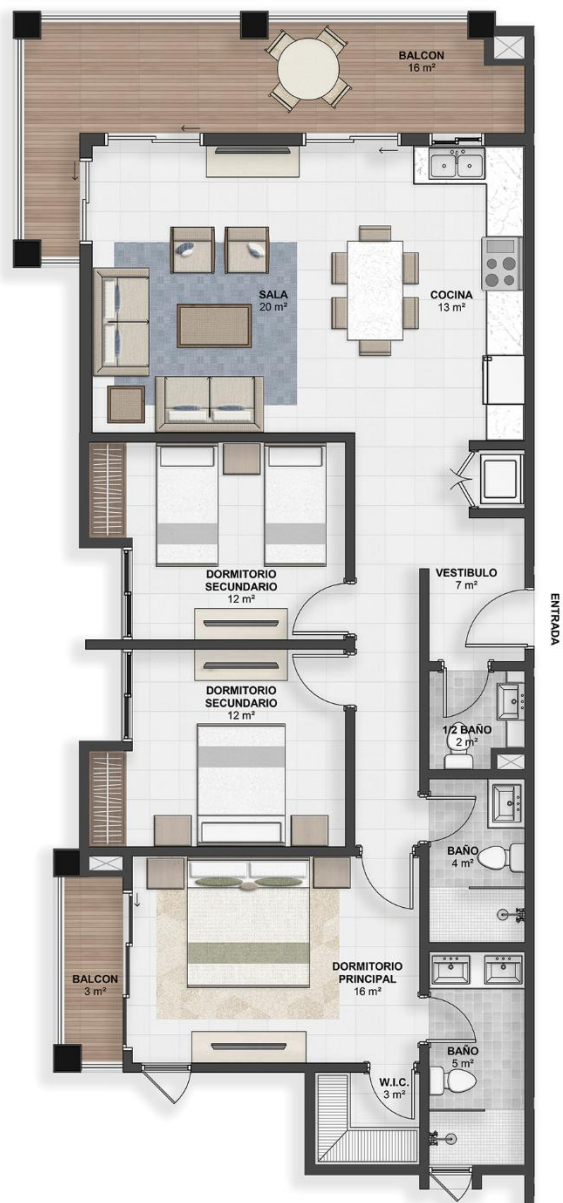 BALCON
16 m²
SALA
20 m²
COCINA
13 m²
DORMITORIO
SECUNDARIO
12 m²
VESTIBULO
7 m²
ENTRADA
DORMITORIO
SECUNDARIO
12 m²
1/2 BAÑO
2 m²
BAÑO
4 m²
DORMITORIO
PRINCIPAL
16 m²
BALCON
3 m²
BAÑO
5 m²
W.I.C.
3 m²